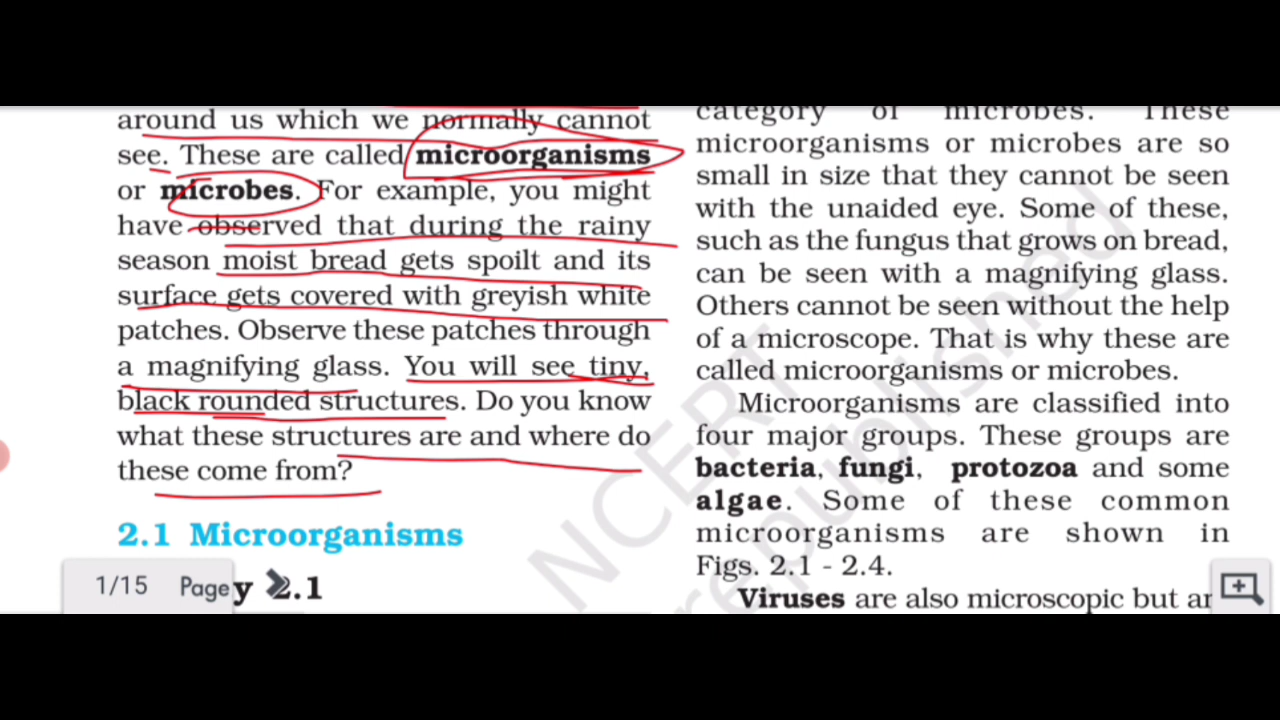 around us which we normally cannot
see. These are called microorganisms
or microbes. For example, you might
have observed that during the rainy
season moist bread gets spoilt and its
surface gets covered with greyish white
patches. Observe these patches through
a magnifying glass. You will see tiny,
black rounded structures. Do you know
what these structures are and where do
these come from?
2.1 Microorganisms
y 2.1
1/15 Page
category of microbes. These
microorganisms or microbes are so
small in size that they cannot be seen
with the unaided eye. Some of these,
such as the fungus that grows on bread,
can be seen with a magnifying glass.
Others cannot be seen without the help
of a microscope. That is why these are
called microorganisms or microbes.
Microorganisms are classified into
four major groups. These groups are
bacteria, fungi, protozoa and some
algae. Some of these common
microorganisms are shown in
Figs. 2.1 - 2.4.
Viruses are also microscopic but ar
NCERT
republished